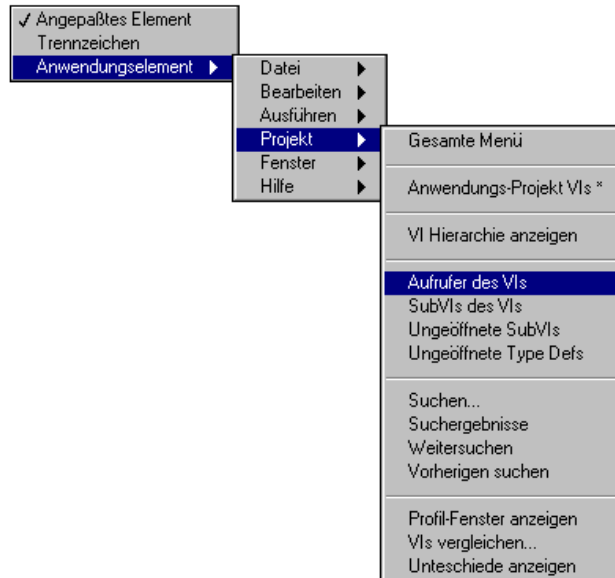 Angepaßtes Element
Trennzeichen
Anwendungselement
Datei
Bearbeiten
Ausführen
Projekt
Fenster
Hilfe
Gesamte Menü
Anwendungs-Projekt VIs *
VI Hierarchie anzeigen
Aufrufer des VIs
SubVIs des VIs
Ungeöffnete SubVIs
Ungeöffnete Type Defs
Suchen...
Suchergebnisse
Weitersuchen
Vorherigen suchen
Profil-Fenster anzeigen
VIs vergleichen...
Unteschiede anzeigen